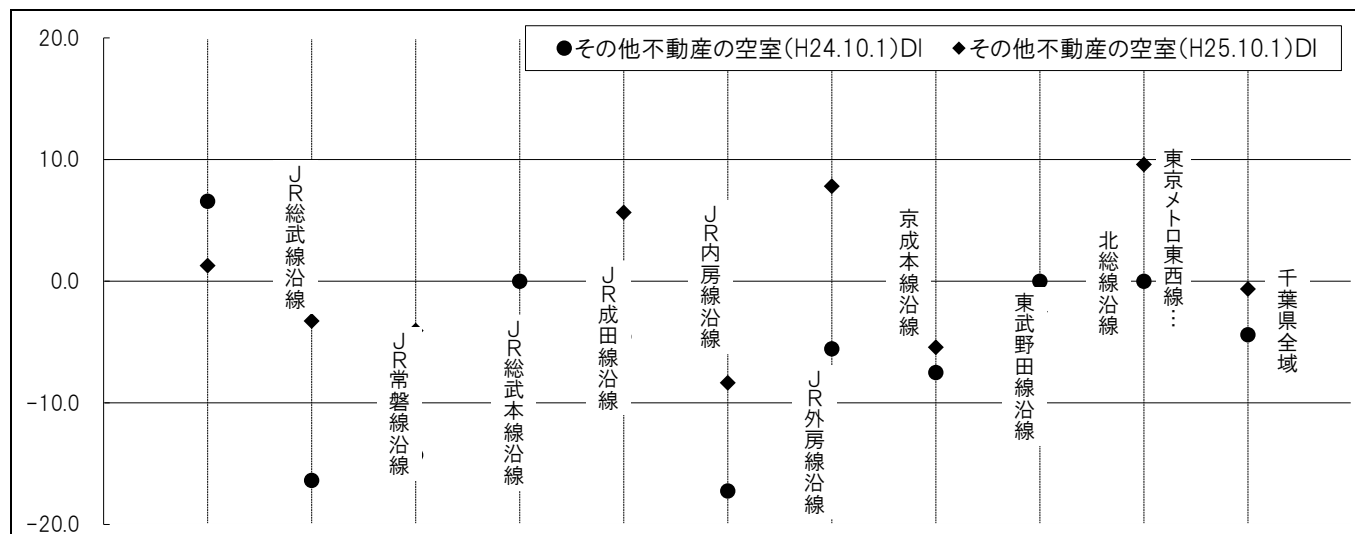 20.0
●その他不動産の空室(H24.10.1)DI ◆その他不動産の空室(H25.10.1)DI
10.0
0.0
-10.0
-20.0
JR総武線沿線
JR常磐線沿線
JR総武本線沿線
JR成田線沿線
JR内房線沿線
JR外房線沿線
京成本線沿線
東武野田線沿線
北総線沿線
東京メトロ東西線…
千葉県全域